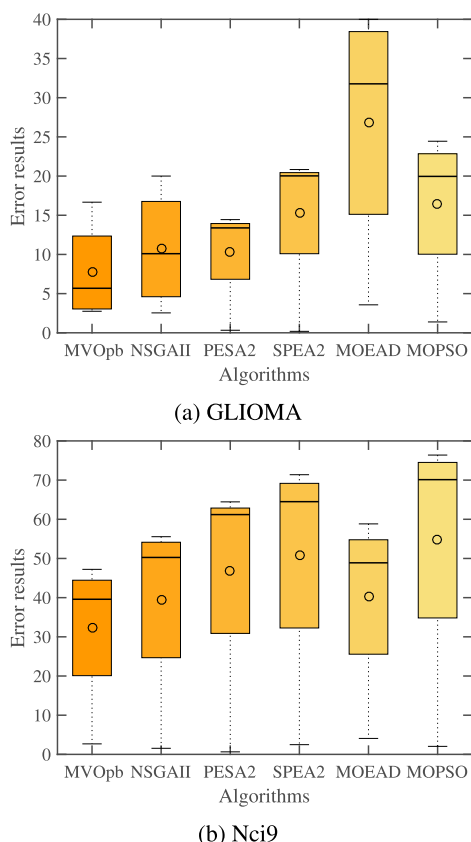 40
35
30
25
20
15
10
5
0
Error results
MVOpb NSGAII PESA2 SPEA2 MOEAD MOPSO
Algorithms
(a) GLIOMA
80
70
60
50
40
30
20
10
0
Error results
MVOpb NSGAII PESA2 SPEA2 MOEAD MOPSO
Algorithms
(b) Nci9